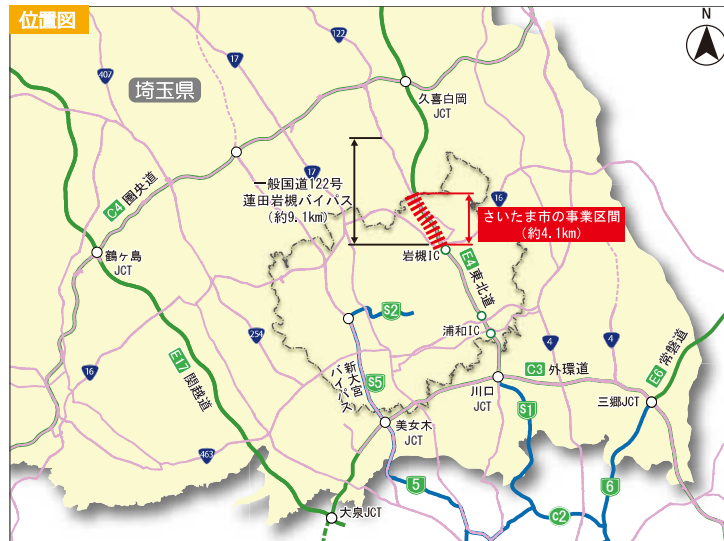 位置図
N
122
17
407
埼玉県
久喜白岡
JCT
17
一般国道122号
蓮田岩槻バイパス
(約9.1km)
16
さいたま市の事業区間
(約4.1km)
C4 圏央道
鶴ヶ島
JCT
岩槻IC
E4 東北道
S2
浦和IC
254
4
4
E17 関越道
16
新大宮
バイパス
S5
C3 外環道
E6 常磐道
川口
JCT
S1
三郷JCT
美女木
JCT
463
5
6
C2
大泉JCT